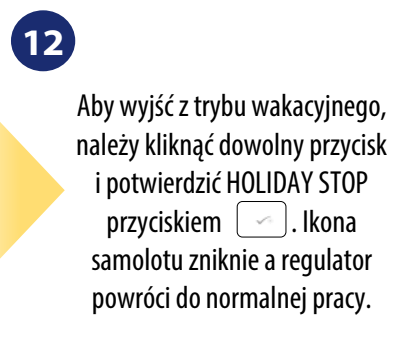 12
Aby wyjść z trybu wakacyjnego,
należy kliknąć dowolny przycisk
i potwierdzić HOLIDAY STOP
przyciskiem . Ikona
samolotu zniknie a regulator
powróci do normalnej pracy.